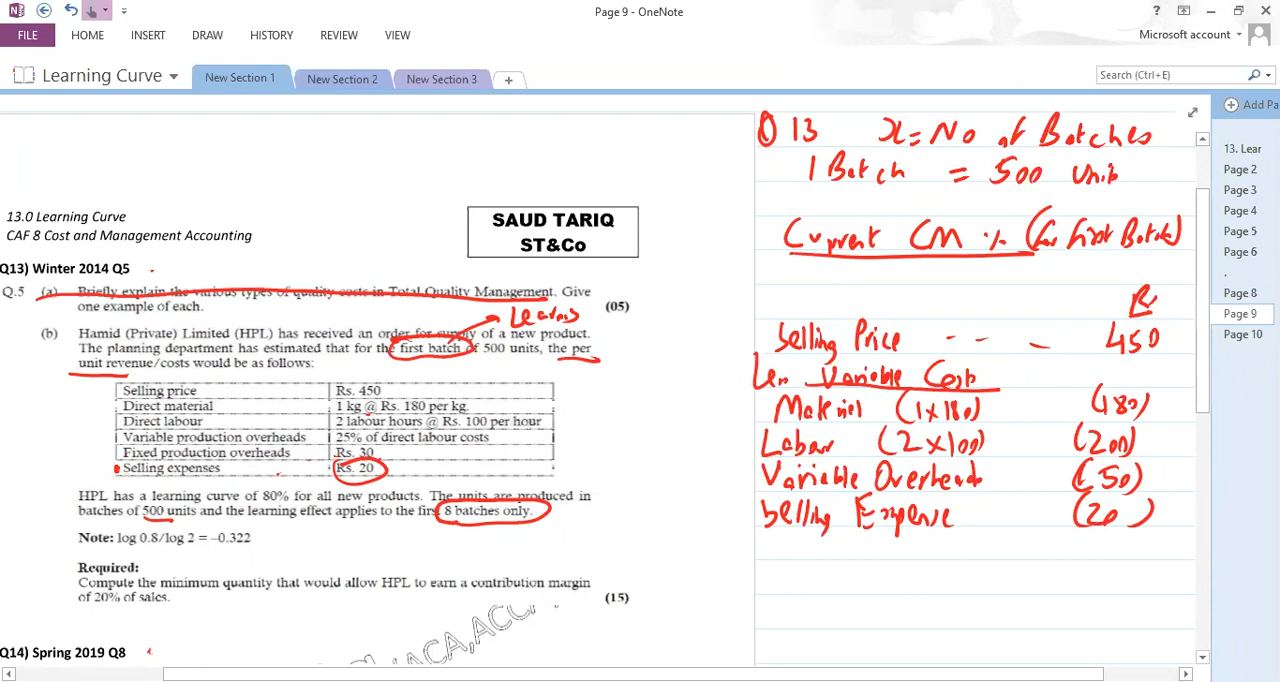 Page 9 - OneNote
FILE HOME INSERT DRAW HISTORY REVIEW VIEW
Microsoft account
Learning Curve New Section 1 New Section 2 New Section 3 +
Search (Ctrl+E)
Add Pa
13. Lear
Page 2
Page 3
Page 4
Page 5
Page 6
.
Page 8
Page 9
Page 10
13.0 Learning Curve
CAF 8 Cost and Management Accounting
SAUD TARIQ
ST&Co
Q13) Winter 2014 Q5
Q.5 (a) Briefly explain the various types of quality costs in Total Quality Management. Give
one example of each. (05)
(b) Hamid (Private) Limited (HPL) has received an order for supply of a new product.
The planning department has estimated that for the first batch of 500 units, the per
unit revenue/costs would be as follows:
Selling price Rs. 450
Direct material 1 kg @ Rs. 180 per kg.
Direct labour 2 labour hours @ Rs. 100 per hour
Variable production overheads 25% of direct labour costs
Fixed production overheads Rs. 30
Selling expenses Rs. 20
HPL has a learning curve of 80% for all new products. The units are produced in
batches of 500 units and the learning effect applies to the first 8 batches only.
Note: log 0.8/log 2 = –0.322
Required:
Compute the minimum quantity that would allow HPL to earn a contribution margin
of 20% of sales. (15)
ACA,ACC
Q14) Spring 2019 Q8
Q 13 x = No of Batches
1 Batch = 500 Units
Current CM % (for First Batch)
Selling Price - - - 450
Less Variable Costs
Material (1x180) (180)
Labor (2x100) (200)
Variable Overheads (50)
Selling Expense (20)